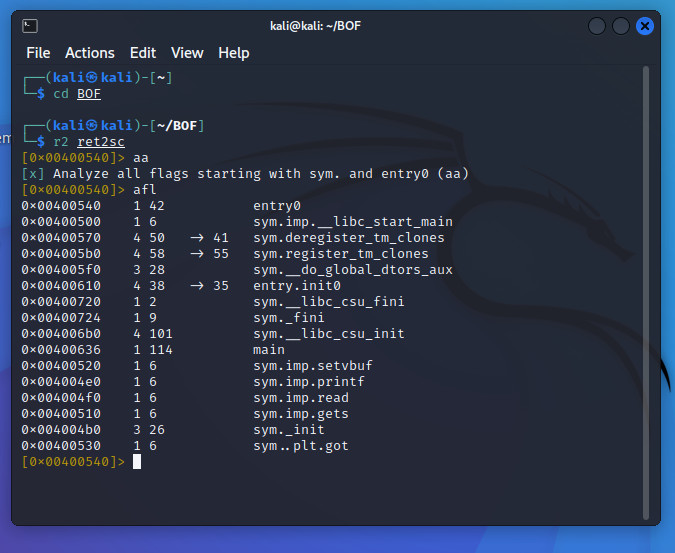 kali@kali: ~/BOF
File Actions Edit View Help
┌──(kali㉿kali)-[~]
└─$ cd BOF
em
┌──(kali㉿kali)-[~/BOF]
└─$ r2 ret2sc
[0×00400540]> aa
[x] Analyze all flags starting with sym. and entry0 (aa)
[0×00400540]> afl
0×00400540    1 42           entry0
0×00400500    1 6            sym.imp.__libc_start_main
0×00400570    4 50   → 41    sym.deregister_tm_clones
0×004005b0    4 58   → 55    sym.register_tm_clones
0×004005f0    3 28           sym.__do_global_dtors_aux
0×00400610    4 38   → 35    entry.init0
0×00400720    1 2            sym.__libc_csu_fini
0×00400724    1 9            sym._fini
0×004006b0    4 101          sym.__libc_csu_init
0×00400636    1 114          main
0×00400520    1 6            sym.imp.setvbuf
0×004004e0    1 6            sym.imp.printf
0×004004f0    1 6            sym.imp.read
0×00400510    1 6            sym.imp.gets
0×004004b0    3 26           sym._init
0×00400530    1 6            sym..plt.got
[0×00400540]>